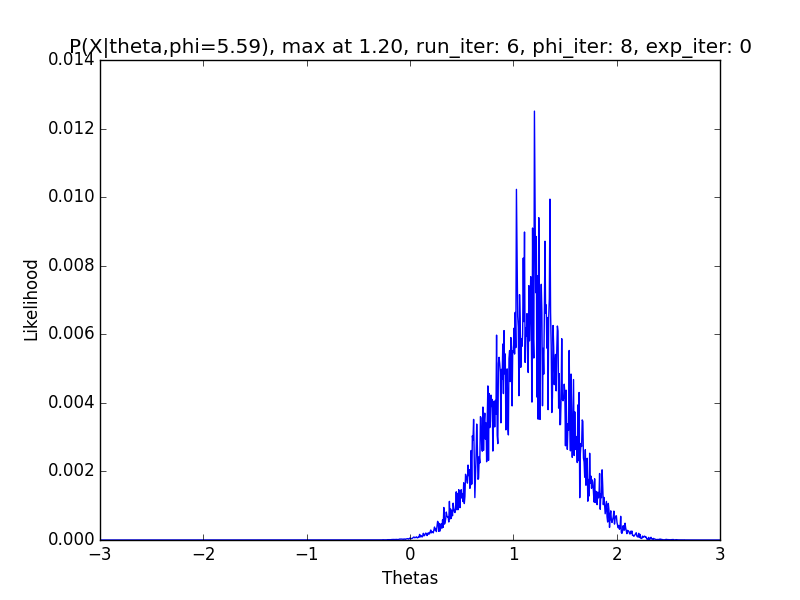 P(X|theta,phi=5.59), max at 1.20, run_iter: 6, phi_iter: 8, exp_iter: 0
0.014
0.012
0.010
0.008
0.006
0.004
0.002
0.000
Likelihood
−3 −2 −1 0 1 2 3
Thetas